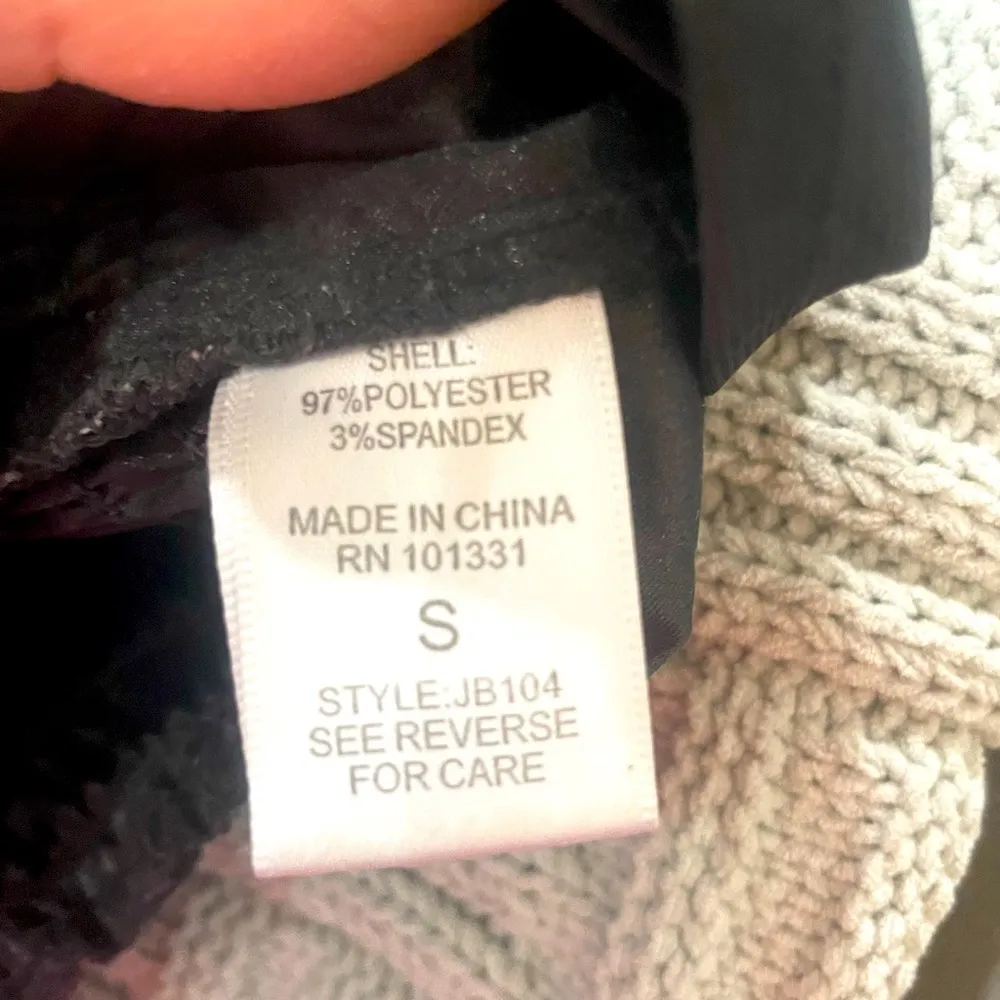 SHELL:
97%POLYESTER
3%SPANDEX
MADE IN CHINA
RN 101331
S
STYLE:JB104
SEE REVERSE
FOR CARE